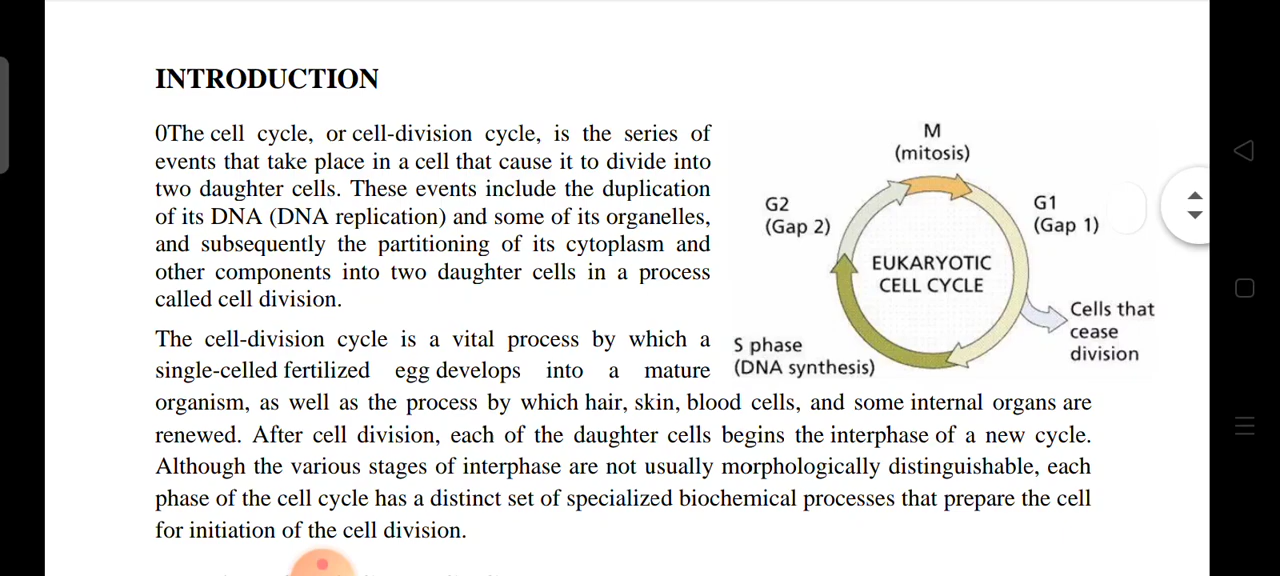 INTRODUCTION
0The cell cycle, or cell-division cycle, is the series of
events that take place in a cell that cause it to divide into
two daughter cells. These events include the duplication
of its DNA (DNA replication) and some of its organelles,
and subsequently the partitioning of its cytoplasm and
other components into two daughter cells in a process
called cell division.
M
(mitosis)
G2
(Gap 2)
G1
(Gap 1)
EUKARYOTIC
CELL CYCLE
Cells that
cease
division
S phase
(DNA synthesis)
The cell-division cycle is a vital process by which a
single-celled fertilized egg develops into a mature
organism, as well as the process by which hair, skin, blood cells, and some internal organs are
renewed. After cell division, each of the daughter cells begins the interphase of a new cycle.
Although the various stages of interphase are not usually morphologically distinguishable, each
phase of the cell cycle has a distinct set of specialized biochemical processes that prepare the cell
for initiation of the cell division.